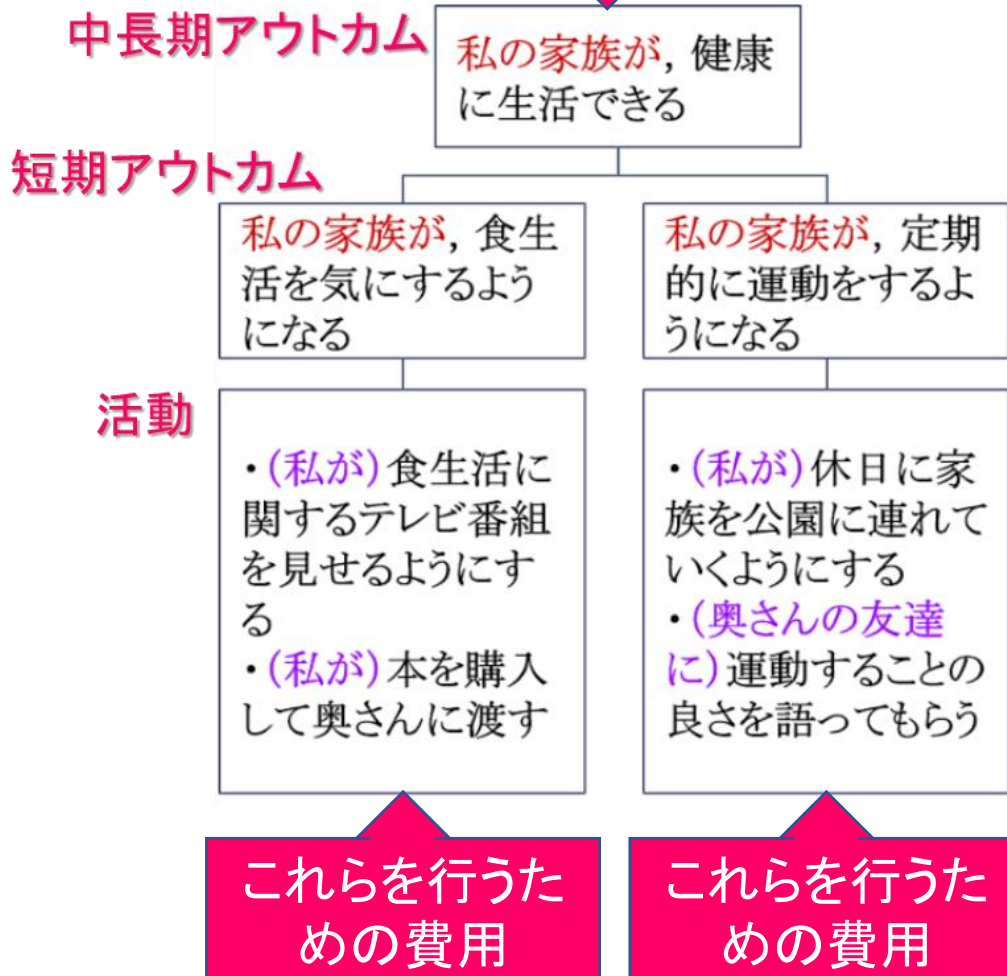 中長期アウトカム
私の家族が, 健康
に生活できる
短期アウトカム
私の家族が, 食生
活を気にするよう
になる
私の家族が, 定期
的に運動をするよ
うになる
活動
・(私が)食生活に
関するテレビ番組
を見せるようにす
る
・(私が)本を購入
して奥さんに渡す
・(私が)休日に家
族を公園に連れて
いくようにする
・(奥さんの友達
に)運動することの
良さを語ってもらう
これらを行うた
めの費用
これらを行うた
めの費用